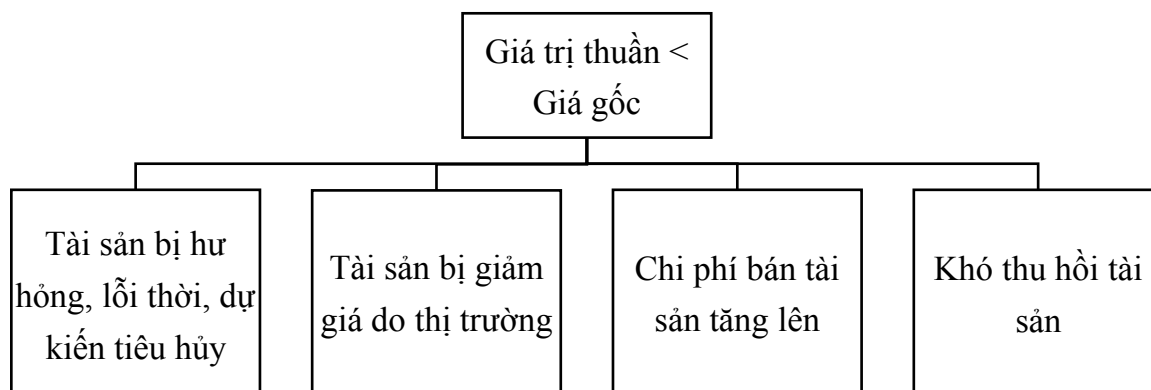 Giá trị thuần <
Giá gốc
Tài sản bị hư
hỏng, lỗi thời, dự
kiến tiêu hủy
Tài sản bị giảm
giá do thị trường
Chi phí bán tài
sản tăng lên
Khó thu hồi tài
sản